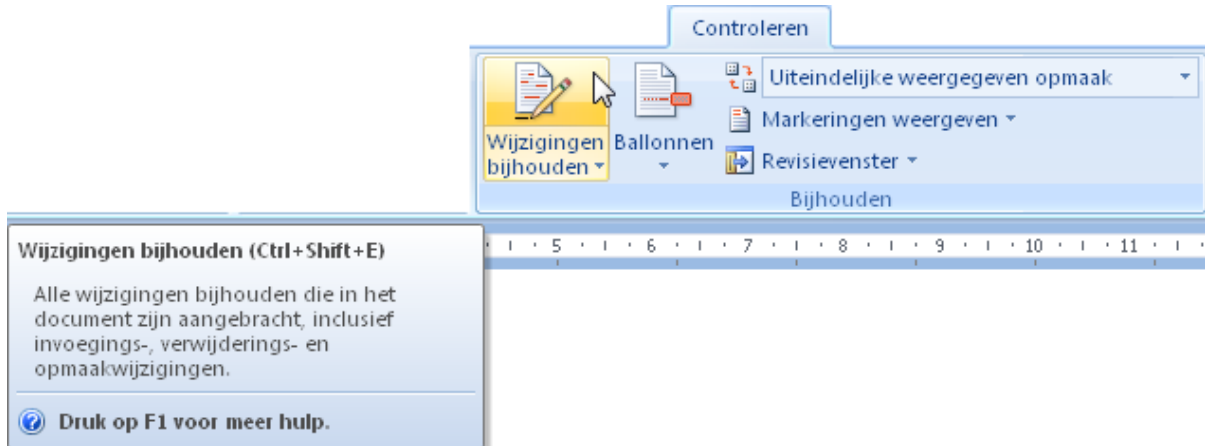 Controleren
Uiteindelijke weergegeven opmaak
Wijzigingen bijhouden
Ballonnen
Markeringen weergeven
Revisievenster
Bijhouden
5 6 7 8 9 10 11
Wijzigingen bijhouden (Ctrl+Shift+E)
Alle wijzigingen bijhouden die in het
document zijn aangebracht, inclusief
invoegings-, verwijderings- en
opmaakwijzigingen.
Druk op F1 voor meer hulp.